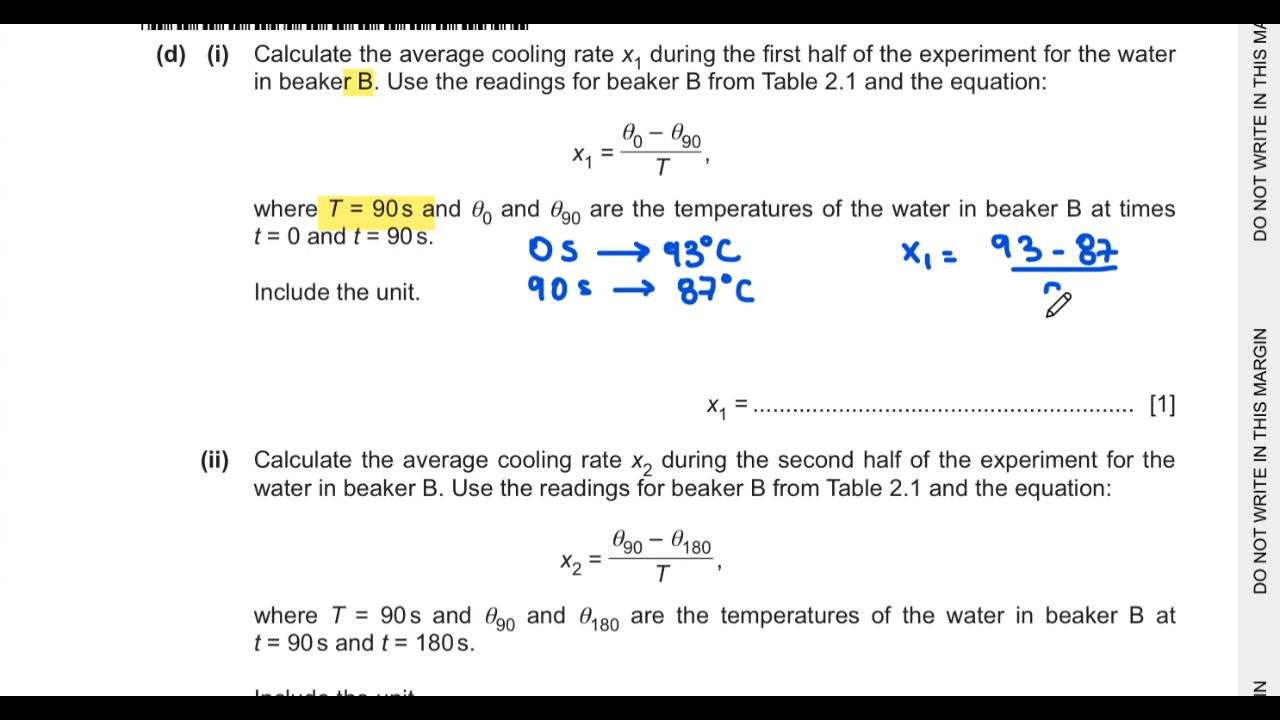 (d) (i) Calculate the average cooling rate x₁ during the first half of the experiment for the water
in beaker B. Use the readings for beaker B from Table 2.1 and the equation:
x₁ = (θ₀ − θ₉₀) / T ,
where T = 90 s and θ₀ and θ₉₀ are the temperatures of the water in beaker B at times
t = 0 and t = 90 s.
0 s → 93°C
x₁ = 93 - 87
90 s → 87°C
Include the unit.
x₁ = .......................................................... [1]
(ii) Calculate the average cooling rate x₂ during the second half of the experiment for the
water in beaker B. Use the readings for beaker B from Table 2.1 and the equation:
x₂ = (θ₉₀ − θ₁₈₀) / T ,
where T = 90 s and θ₉₀ and θ₁₈₀ are the temperatures of the water in beaker B at
t = 90 s and t = 180 s.
Include the unit
DO NOT WRITE IN THIS MA
DO NOT WRITE IN THIS MARGIN
IN